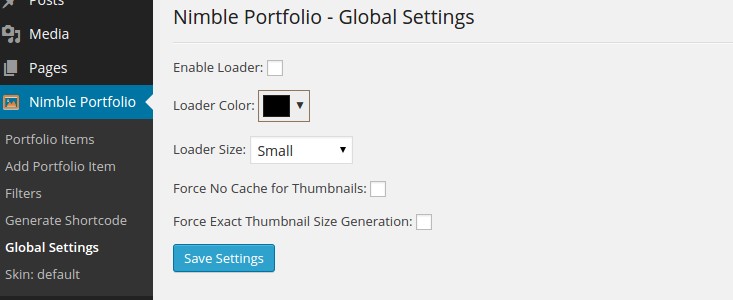 Posts
Media
Pages
Nimble Portfolio
Portfolio Items
Add Portfolio Item
Filters
Generate Shortcode
Global Settings
Skin: default
Nimble Portfolio - Global Settings
Enable Loader:
Loader Color:
Loader Size: Small
Force No Cache for Thumbnails:
Force Exact Thumbnail Size Generation:
Save Settings